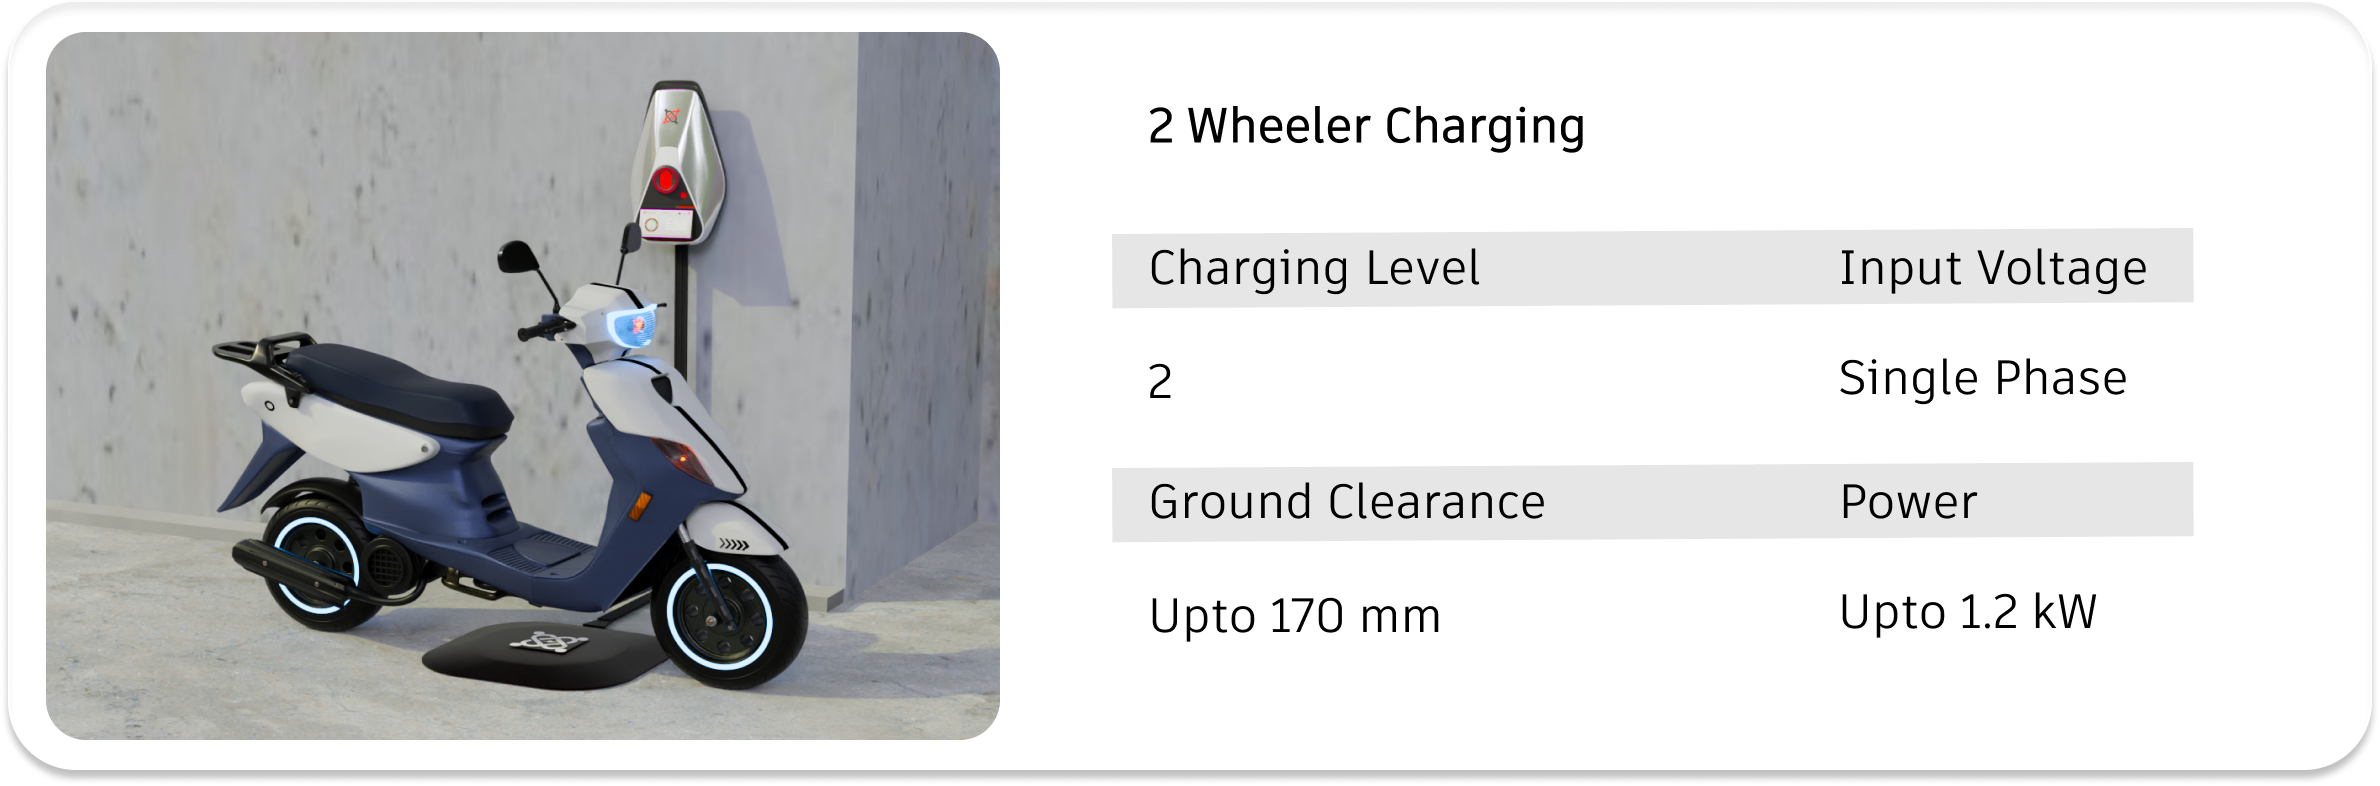 2 Wheeler Charging
Charging Level
Input Voltage
2
Single Phase
Ground Clearance
Power
Upto 170 mm
Upto 1.2 kW